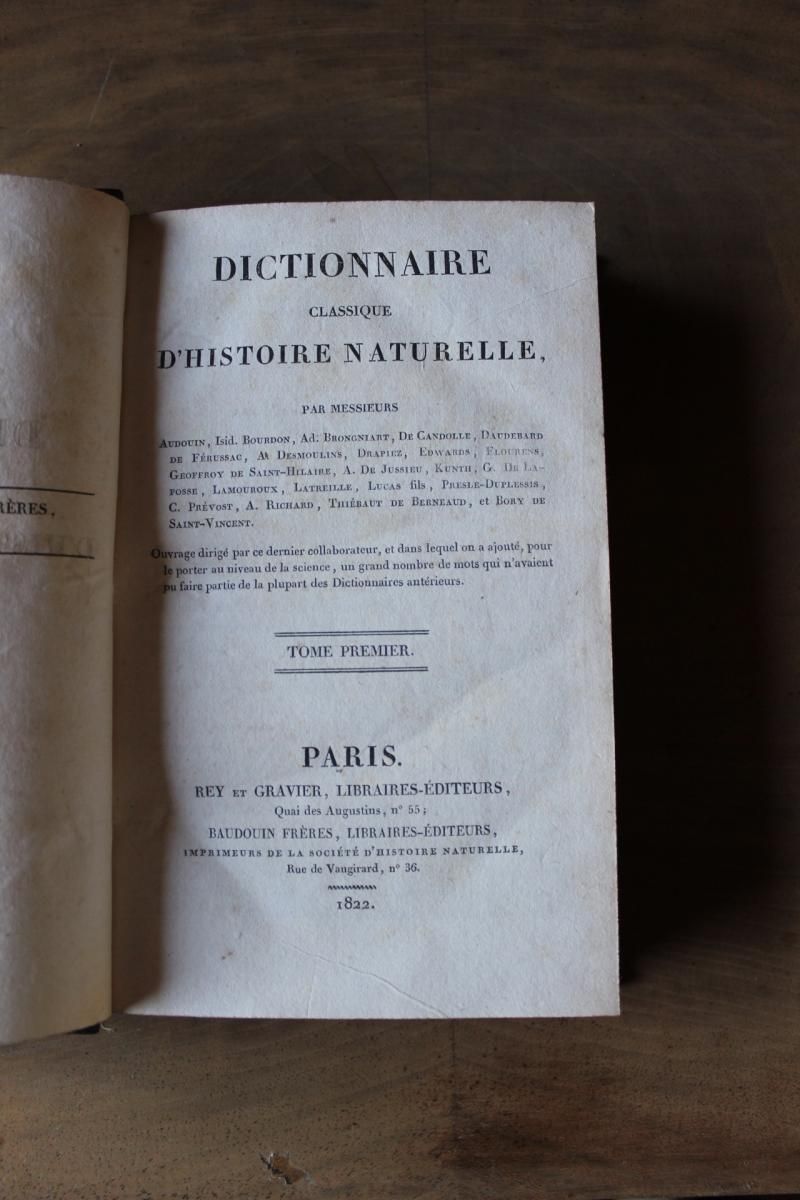 RÈRES,
DICTIONNAIRE
CLASSIQUE
D'HISTOIRE NATURELLE,
PAR MESSIEURS
Audouin, Isid. Bourdon, Ad. Brongniart, De Candolle, Daudebard
de Férussac, A. Desmoulins, Drapiez, Edwards, Flourens,
Geoffroy de Saint-Hilaire, A. De Jussieu, Kunth, G. De La-
fosse, Lamouroux, Latreille, Lucas fils, Presle-Duplessis,
C. Prévost, A. Richard, Thiébaut de Berneaud, et Bory de
Saint-Vincent.
Ouvrage dirigé par ce dernier collaborateur, et dans lequel on a ajouté, pour
le porter au niveau de la science, un grand nombre de mots qui n'avaient
pu faire partie de la plupart des Dictionnaires antérieurs.
TOME PREMIER.
PARIS.
REY ET GRAVIER, LIBRAIRES-ÉDITEURS,
Quai des Augustins, n° 55;
BAUDOUIN FRÈRES, LIBRAIRES-ÉDITEURS,
IMPRIMEURS DE LA SOCIÉTÉ D'HISTOIRE NATURELLE,
Rue de Vaugirard, n° 36.
1822.